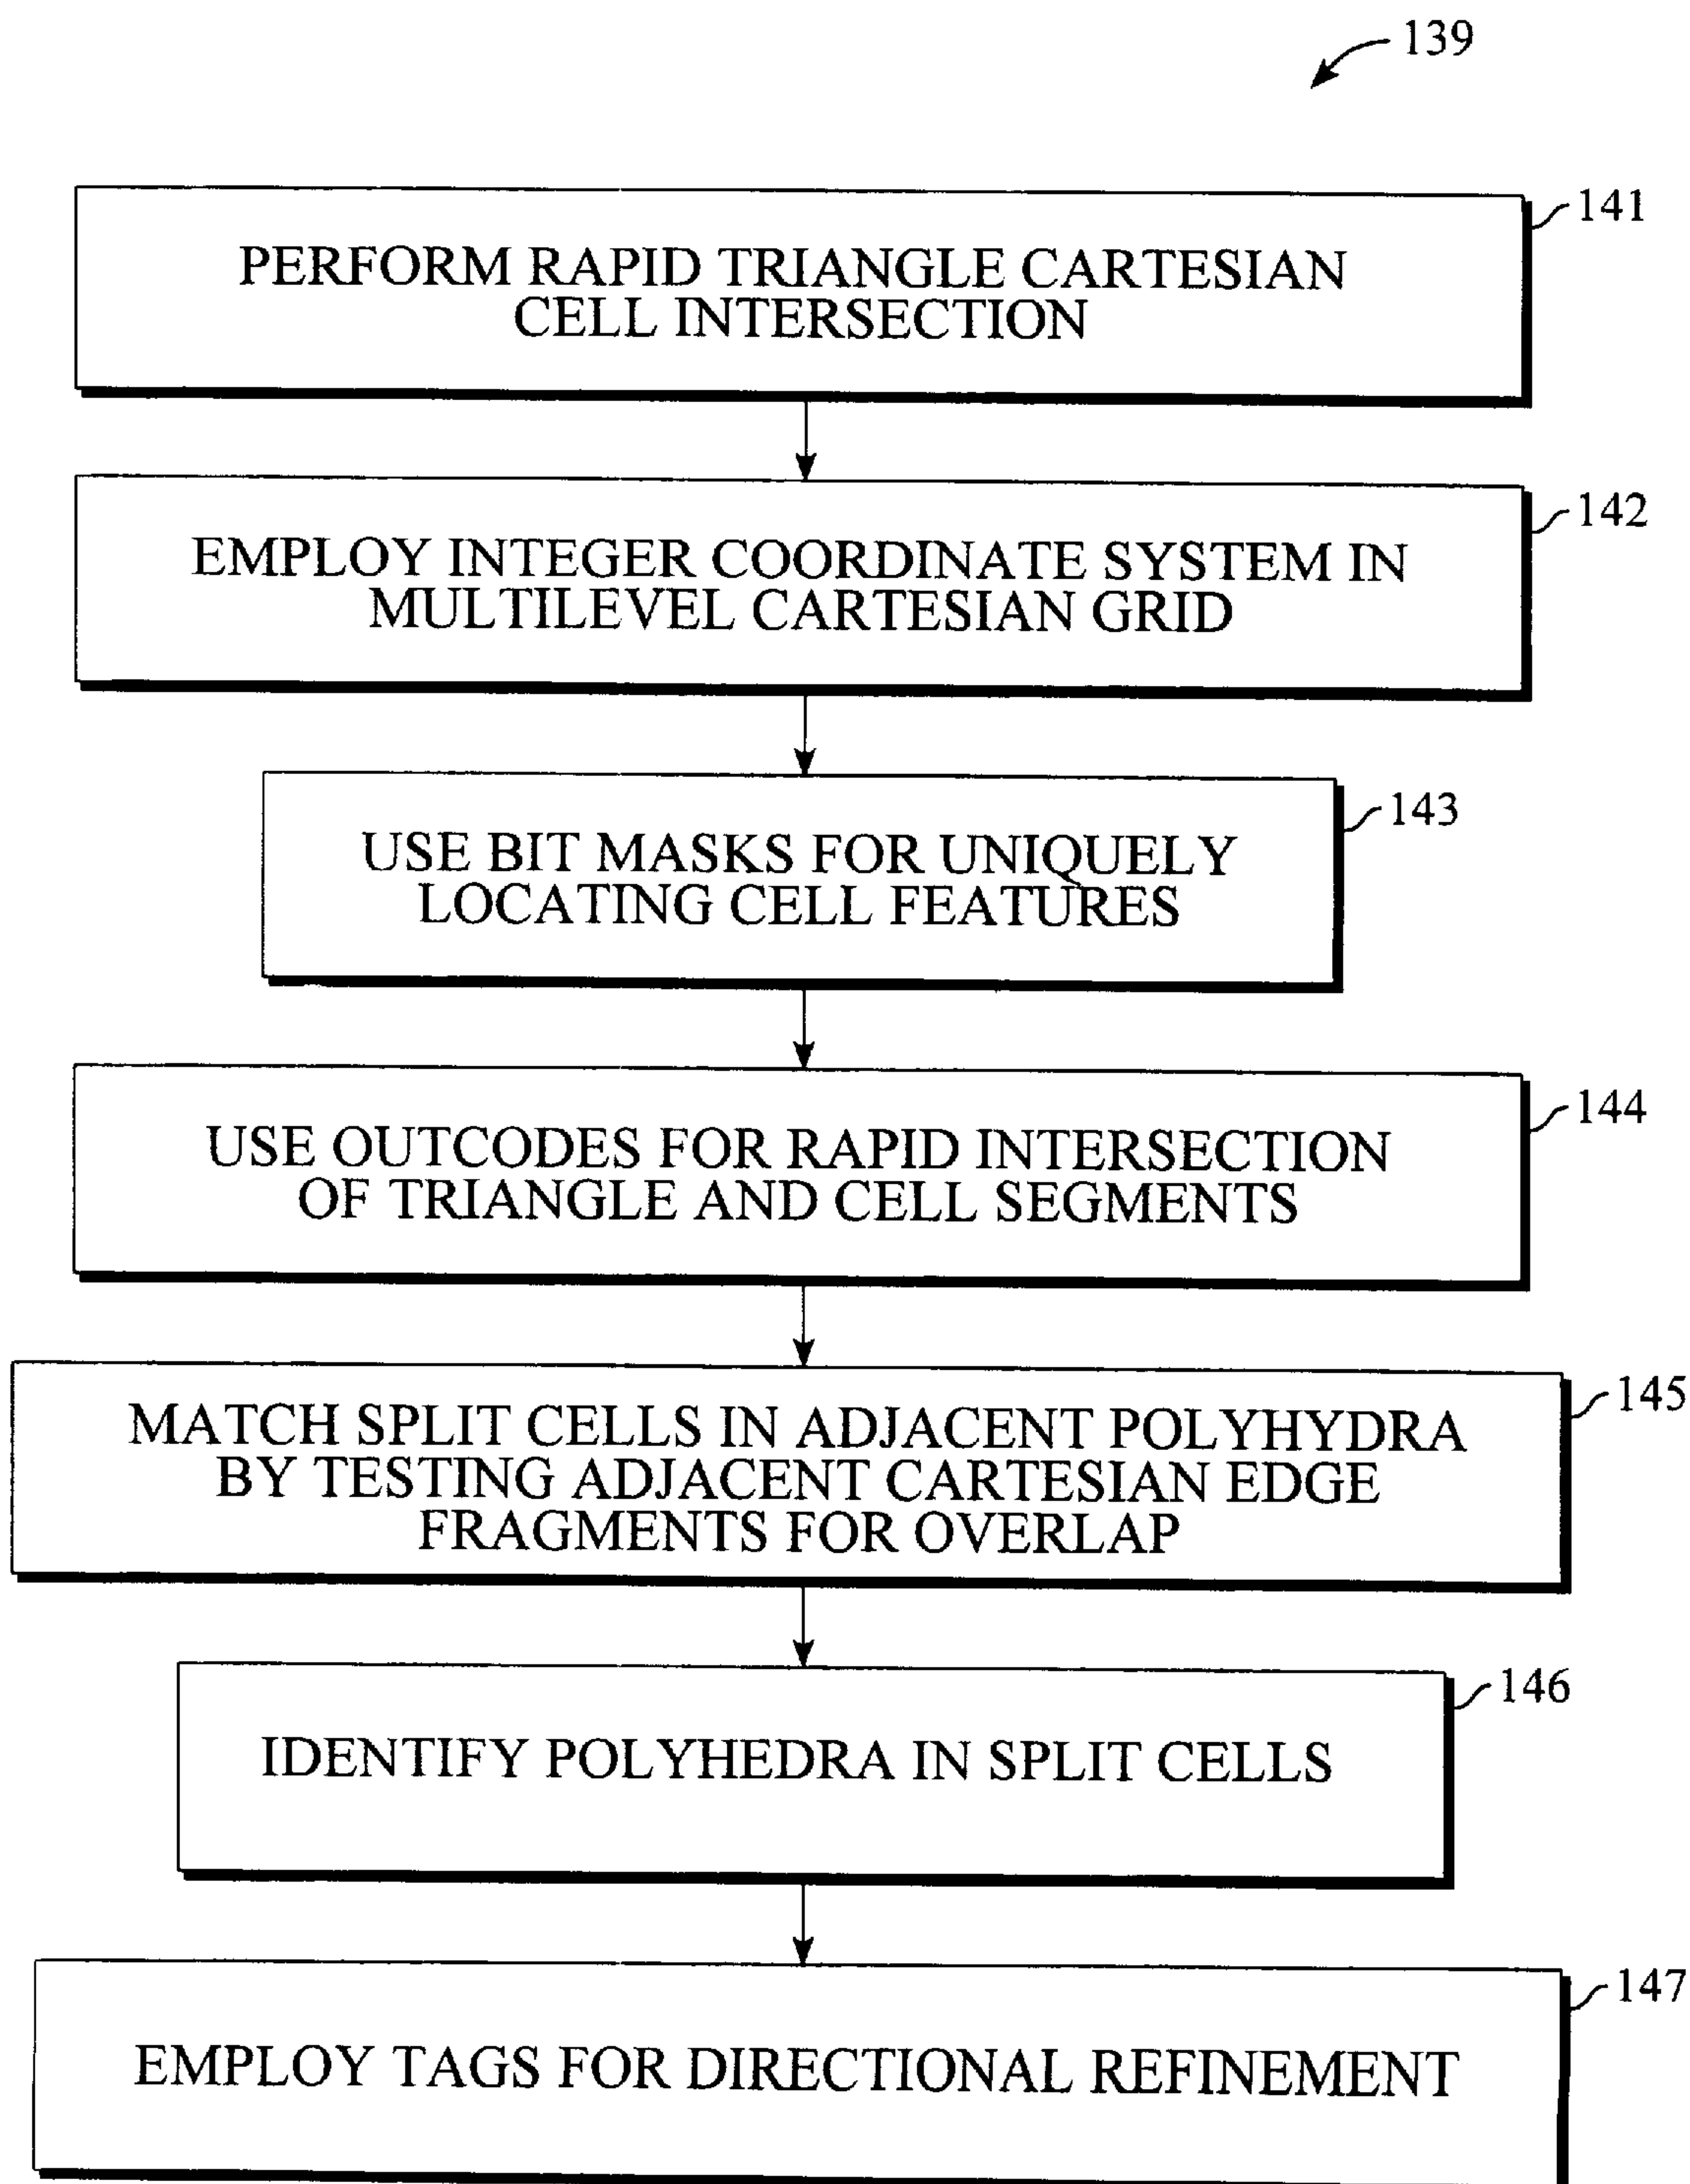 139
141
PERFORM RAPID TRIANGLE CARTESIAN
CELL INTERSECTION
142
EMPLOY INTEGER COORDINATE SYSTEM IN
MULTILEVEL CARTESIAN GRID
143
USE BIT MASKS FOR UNIQUELY
LOCATING CELL FEATURES
144
USE OUTCODES FOR RAPID INTERSECTION
OF TRIANGLE AND CELL SEGMENTS
145
MATCH SPLIT CELLS IN ADJACENT POLYHYDRA
BY TESTING ADJACENT CARTESIAN EDGE
FRAGMENTS FOR OVERLAP
146
IDENTIFY POLYHEDRA IN SPLIT CELLS
147
EMPLOY TAGS FOR DIRECTIONAL REFINEMENT